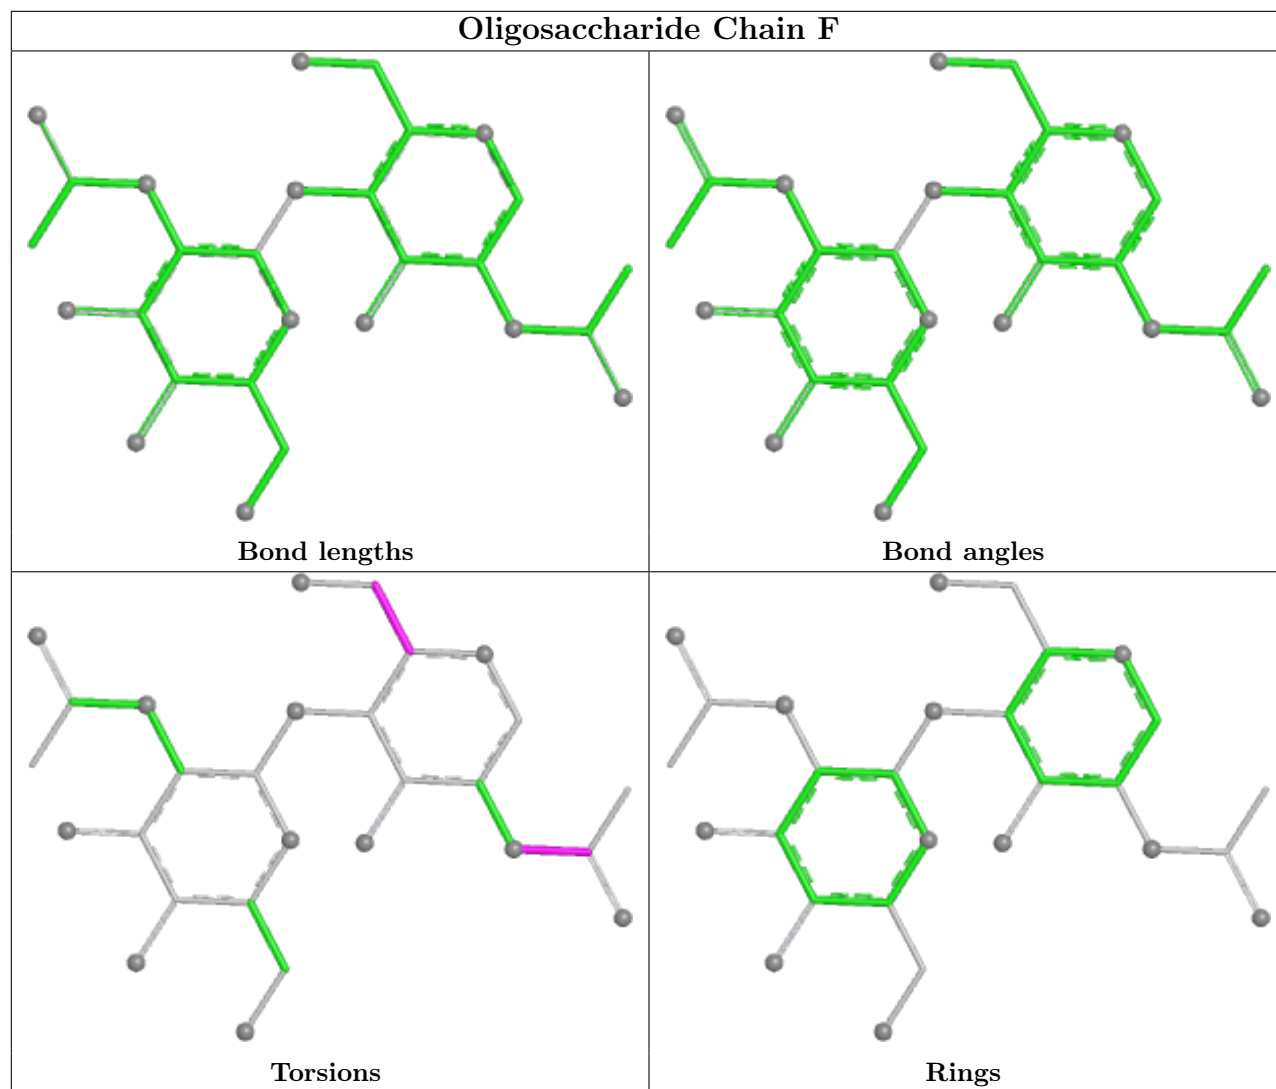 Oligosaccharide Chain F
Bond lengths
Bond angles
Torsions
Rings